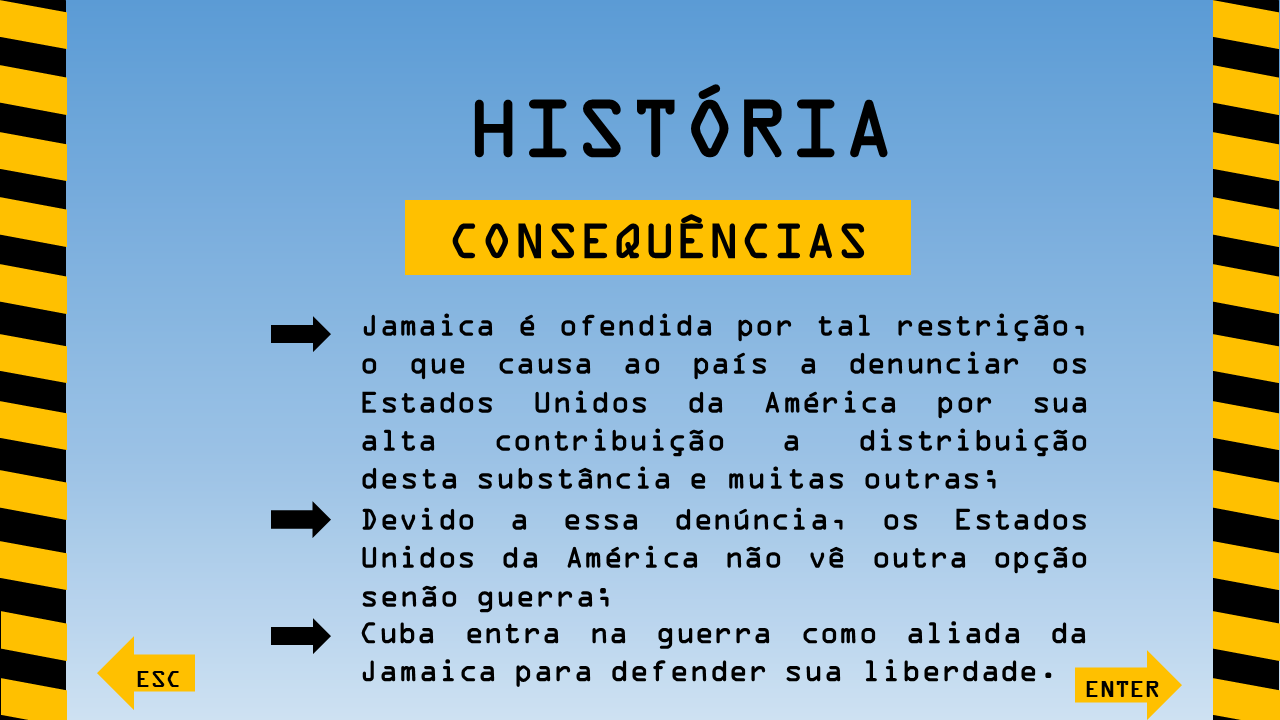 HISTÓRIA
CONSEQUÊNCIAS
Jamaica é ofendida por tal restrição,
o que causa ao país a denunciar os
Estados Unidos da América por sua
alta contribuição a distribuição
desta substância e muitas outras;
Devido a essa denúncia, os Estados
Unidos da América não vê outra opção
senão guerra;
Cuba entra na guerra como aliada da
Jamaica para defender sua liberdade.
ESC
ENTER